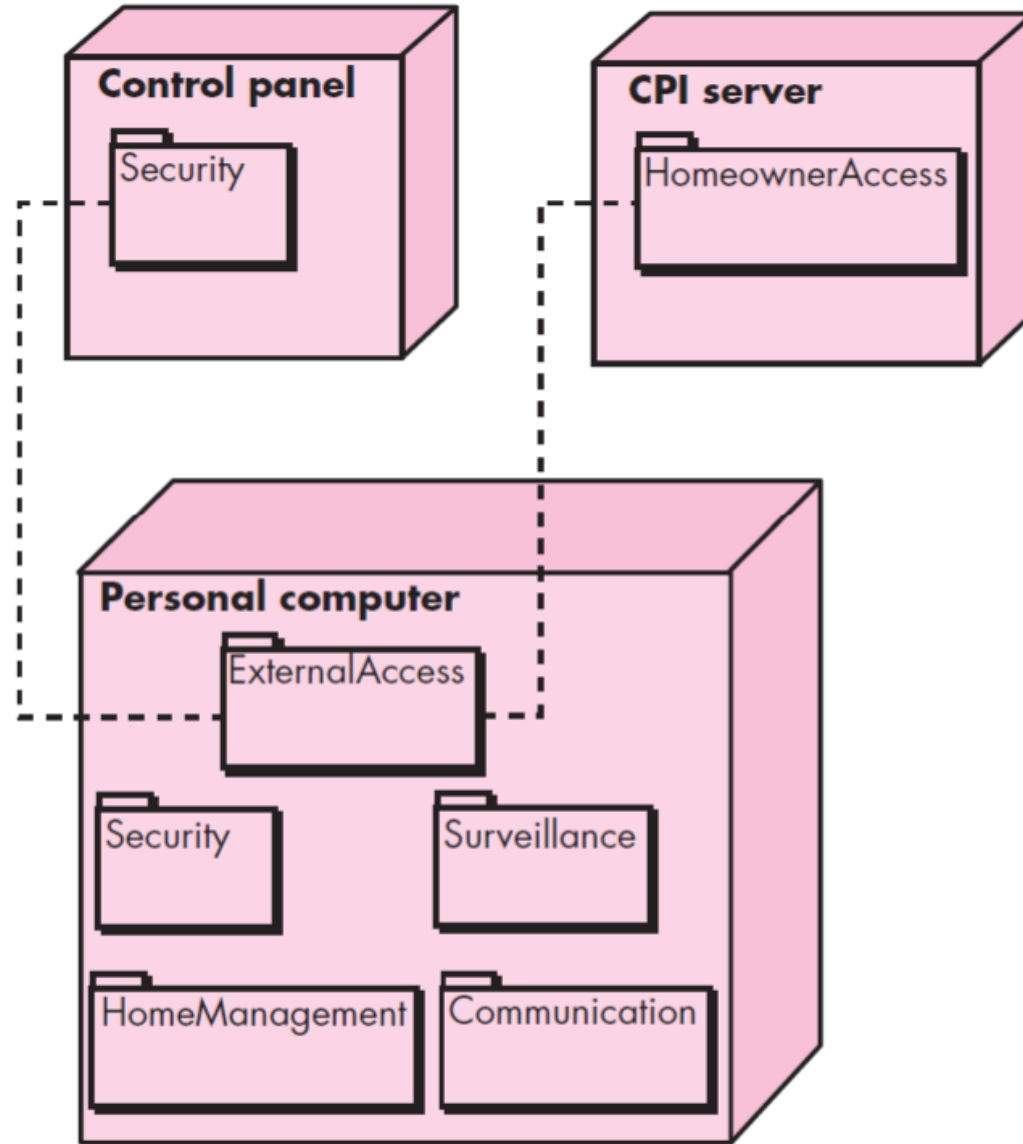 Control panel
Security
CPI server
HomeownerAccess
Personal computer
ExternalAccess
Security
Surveillance
HomeManagement
Communication